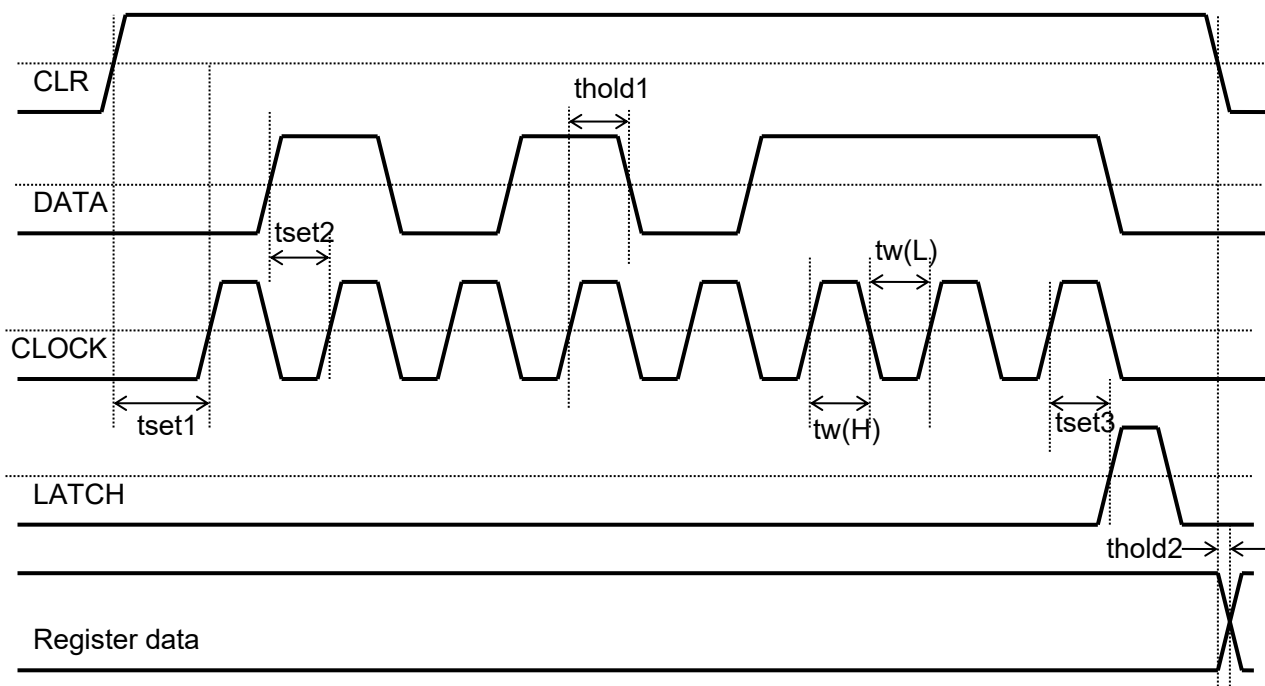 CLR
thold1
DATA
tset2
tw(L)
CLOCK
tset1
tw(H)
tset3
LATCH
thold2
Register data